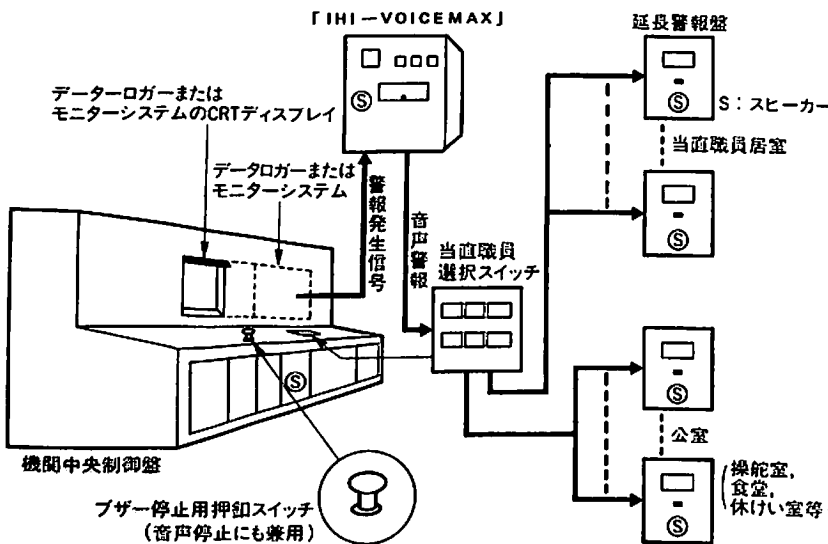 「IHI－VOICEMAX」
延長警報盤
データーロガーまたは
モニターシステムのCRTディスプレイ
S：スピーカー
Ⓢ
Ⓢ
当直職員居室
データロガーまたは
モニターシステム
警報発生信号
音声警報
当直職員
選択スイッチ
Ⓢ
Ⓢ
Ⓢ
公室
機関中央制御盤
ブザー停止用押釦スイッチ
（音声停止にも兼用）
操舵室，
食堂，
休けい室等
Ⓢ